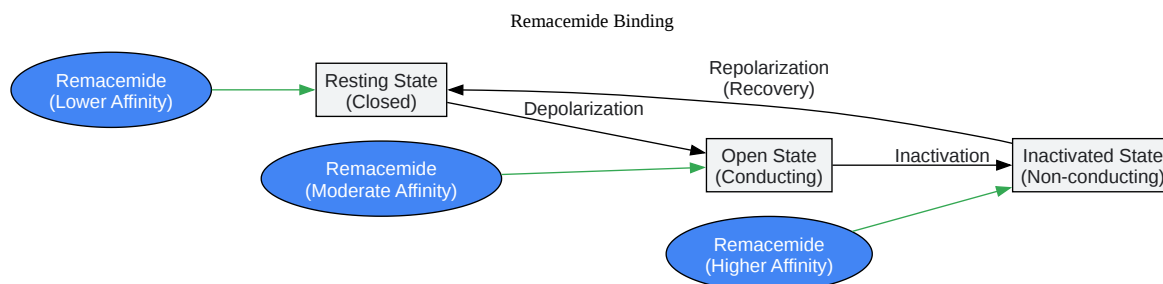 Remacemide Binding
Remacemide
(Lower Affinity)
Resting State
(Closed)
Repolarization
(Recovery)
Depolarization
Remacemide
(Moderate Affinity)
Open State
(Conducting)
Inactivation
Inactivated State
(Non-conducting)
Remacemide
(Higher Affinity)